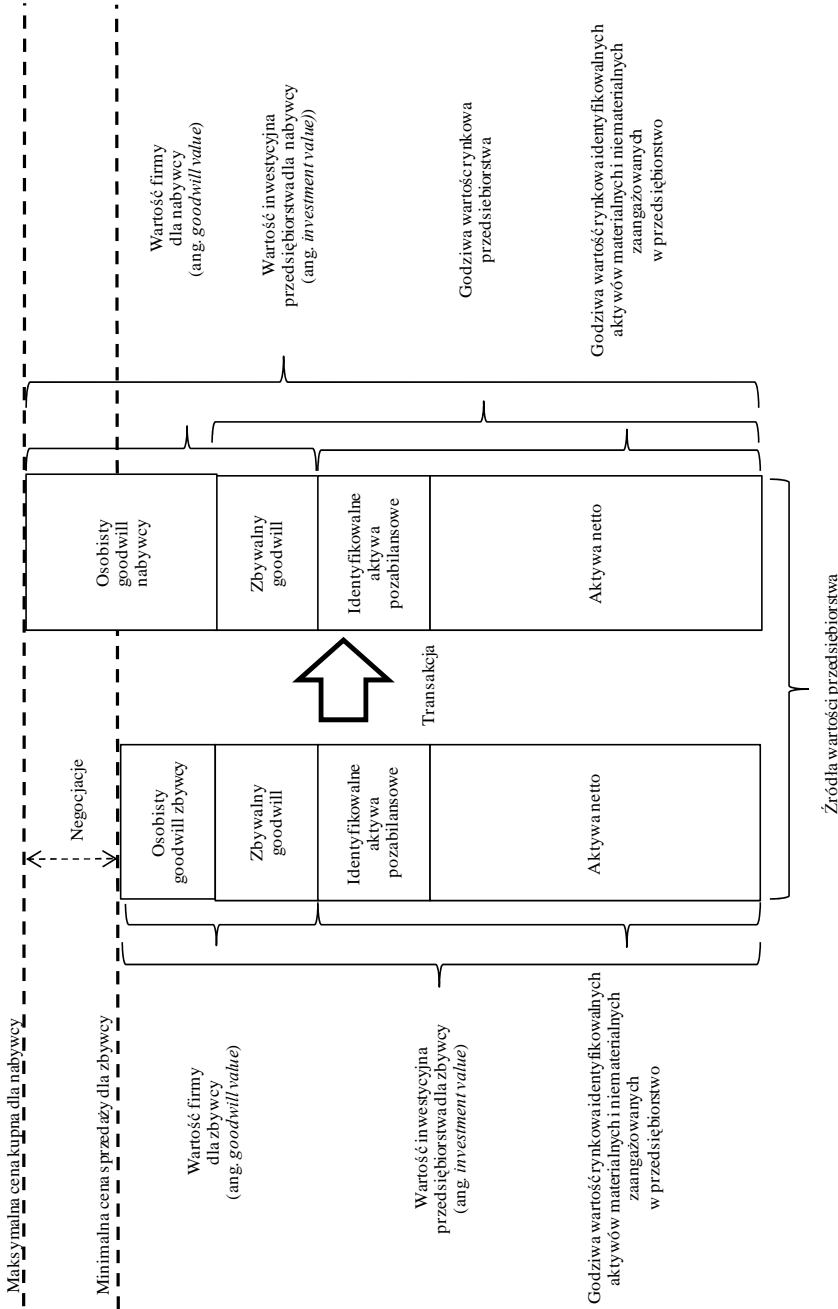 Maksymalna cena kupna dla nabywcy
Minimalna cena sprzedaży dla zbywcy
Negocjacje
Wartość firmy
dla zbywcy
(ang. goodwill value)
Wartość inwestycyjna
przedsiębiorstwa dla zbywcy
(ang. investment value)
Godziwa wartość rynkowa identyfikowalnych
aktywów materialnych i niematerialnych
zaangażowanych
w przedsiębiorstwo
Osobisty
goodwill zbywcy
Zbywalny
goodwill
Identyfikowalne
aktywa
pozabilansowe
Aktywa netto
Transakcja
Osobisty
goodwill
nabywcy
Zbywalny
goodwill
Identyfikowalne
aktywa
pozabilansowe
Aktywa netto
Wartość firmy
dla nabywcy
(ang. goodwill value)
Wartość inwestycyjna
przedsiębiorstwa dla nabywcy
(ang. investment value))
Godziwa wartośc rynkowa
przedsiebiorstwa
Godziwa wartość rynkowa identyfikowalnych
aktywów materialnych i niematerialnych
zaangażowanych
w przedsiębiorstwo
Źródła wartości przedsiębiorstwa